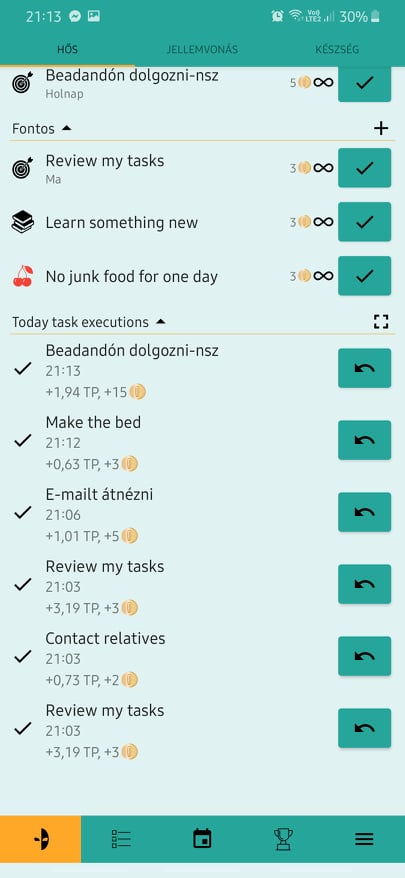 21:13
Vo))
LTE2
30%
HŐS
JELLEMVONÁS
KÉSZSÉG
Beadandón dolgozni-nsz
Holnap
5
Fontos
Review my tasks
Ma
3
Learn something new
3
No junk food for one day
3
Today task executions
Beadandón dolgozni-nsz
21:13
+1,94 TP, +15
Make the bed
21:12
+0,63 TP, +3
E-mailt átnézni
21:06
+1,01 TP, +5
Review my tasks
21:03
+3,19 TP, +3
Contact relatives
21:03
+0,73 TP, +2
Review my tasks
21:03
+3,19 TP, +3